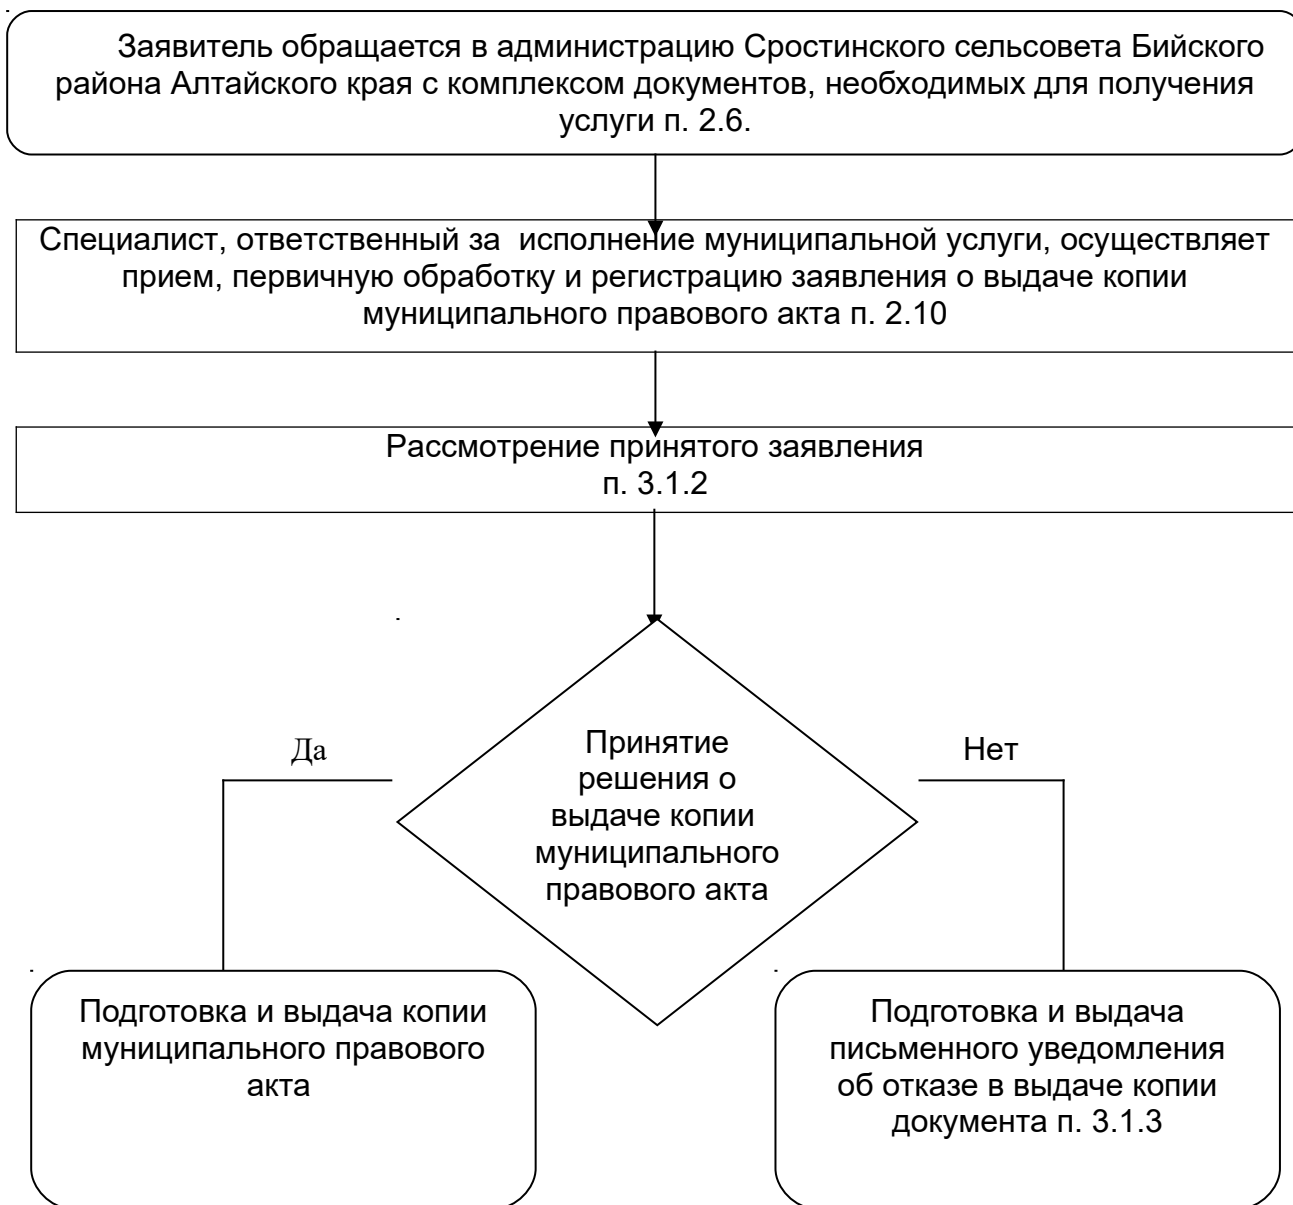 Заявитель обращается в администрацию Сростинского сельсовета Бийского
района Алтайского края с комплексом документов, необходимых для получения
услуги п. 2.6.
Специалист, ответственный за исполнение муниципальной услуги, осуществляет
прием, первичную обработку и регистрацию заявления о выдаче копии
муниципального правового акта п. 2.10
Рассмотрение принятого заявления
п. 3.1.2
Да
Нет
Принятие
решения о
выдаче копии
муниципального
правового акта
Подготовка и выдача копии
муниципального правового
акта
Подготовка и выдача
письменного уведомления
об отказе в выдаче копии
документа п. 3.1.3